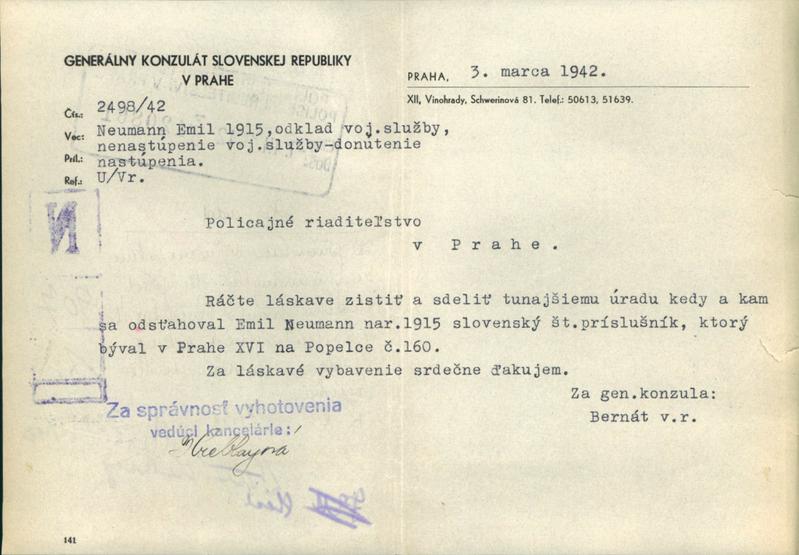 GENERÁLNY KONZULÁT SLOVENSKEJ REPUBLIKY
V PRAHE
PRAHA, 3. marca 1942.
XII, Vinohrady, Schwerinová 81. Telef.: 50613, 51639.
Čís.: 2498/42
Vec: Neumann Emil 1915,odklad voj.služby,
nenastúpenie voj.služby-donútenie
Príl.: nastúpenia.
Ref.: U/Vr.
N
Policajné riaditeľstvo
v Prahe.
Ráčte láskave zistiť a sdeliť tunajšiemu úradu kedy a kam
sa odsťahoval Emil Neumann nar.1915 slovenský št.príslušník, ktorý
býval v Prahe XVI na Popelce č.160.
Za láskavé vybavenie srdečne ďakujem.
Za gen.konzula:
Bernát v.r.
Za správnosť vyhotovenia
vedúci kancelárie:
141